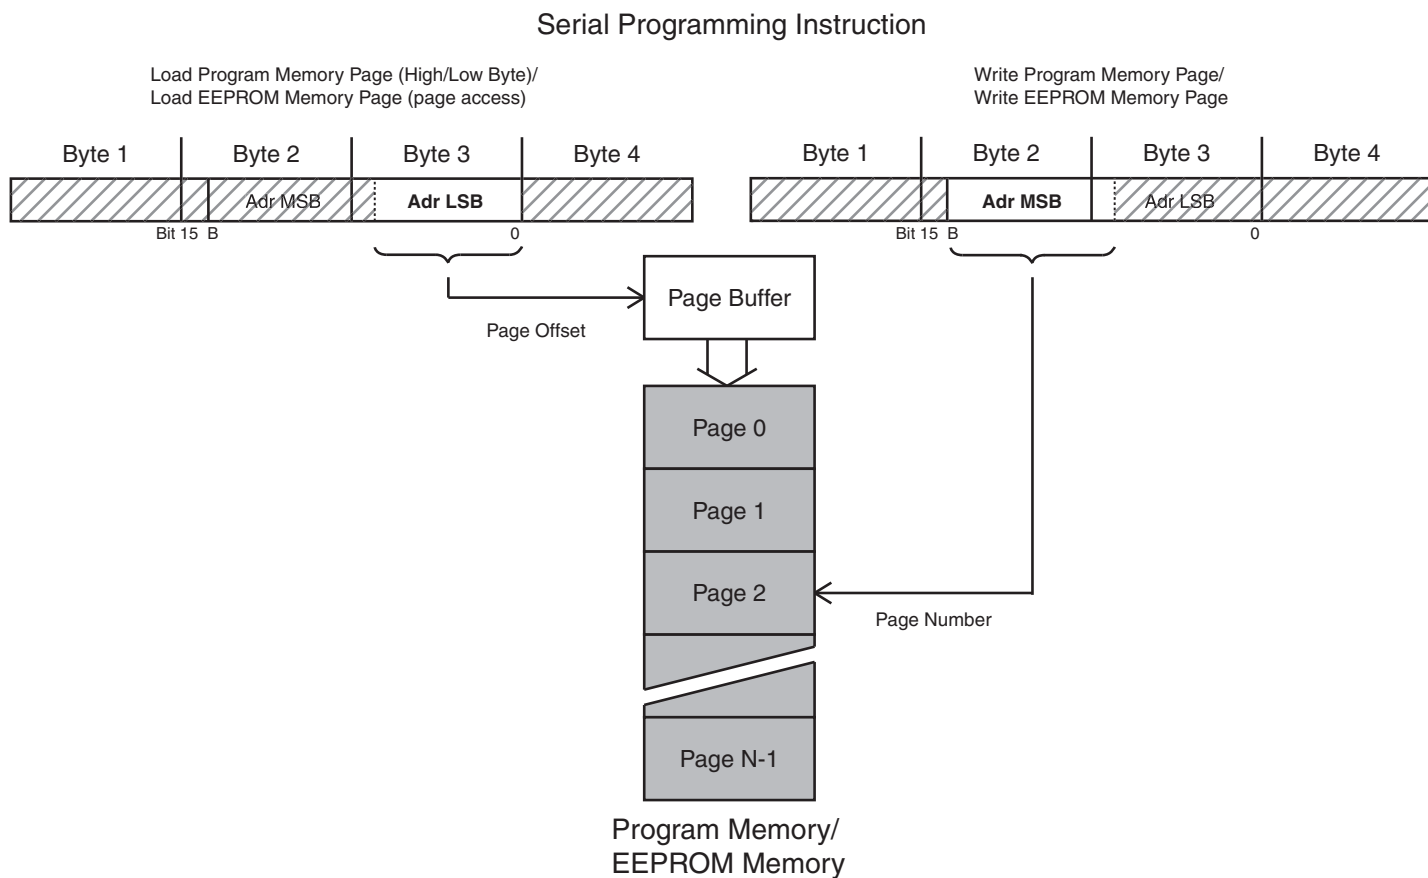 Serial Programming Instruction
Load Program Memory Page (High/Low Byte)/
Load EEPROM Memory Page (page access)
Write Program Memory Page/
Write EEPROM Memory Page
Byte 1 Byte 2 Byte 3 Byte 4
Byte 1 Byte 2 Byte 3 Byte 4
Adr MSB Adr LSB
Adr MSB Adr LSB
Bit 15 B 0
Bit 15 B 0
Page Buffer
Page Offset
Page 0
Page 1
Page 2
Page Number
Page N-1
Program Memory/
EEPROM Memory